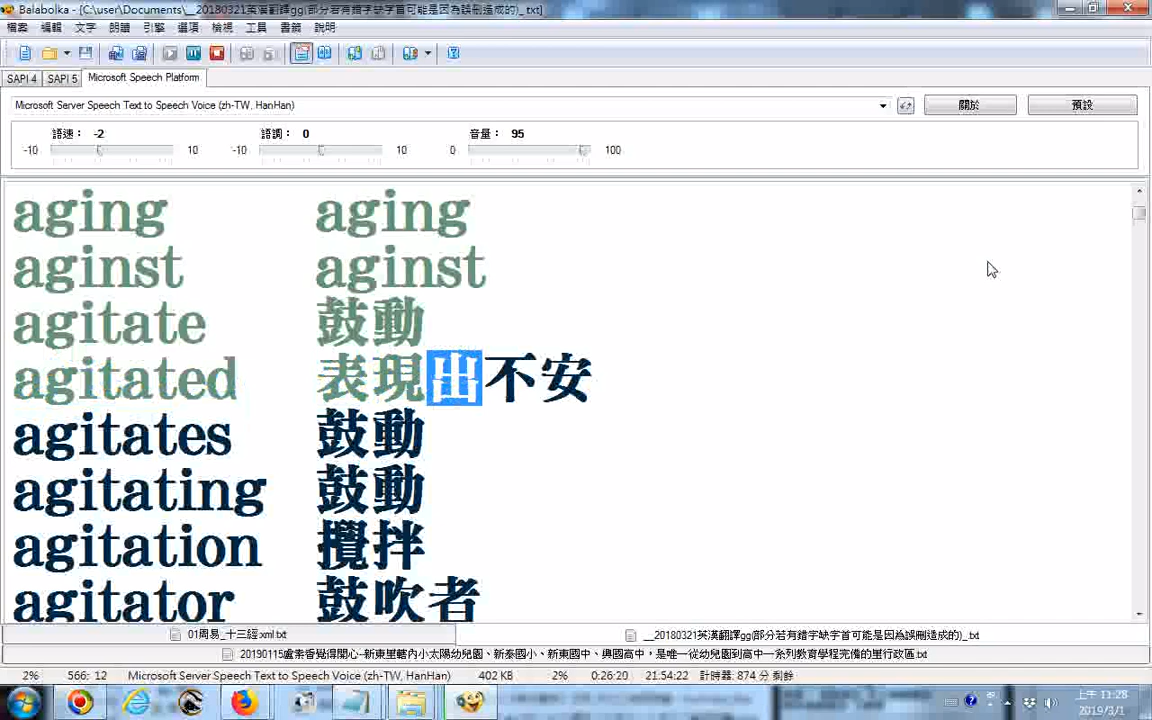 Balabolka - [C:\user\Documents\__20180321英漢翻譯gg(部分若有錯字缺字首可能是因為誤刪造成的)_.txt]
檔案 編輯 文字 朗讀 引擎 選項 檢視 工具 書籤 說明
SAPI 4 SAPI 5 Microsoft Speech Platform
Microsoft Server Speech Text to Speech Voice (zh-TW, HanHan) 關於 預設
語速: -2 語調: 0 音量: 95
-10 10 -10 10 0 100
aging aging
aginst aginst
agitate 鼓動
agitated 表現出不安
agitates 鼓動
agitating 鼓動
agitation 攪拌
agitator 鼓吹者
01周易_十三經.xml.txt __20180321英漢翻譯gg(部分若有錯字缺字首可能是因為誤刪造成的)_.txt
20190115盧素香覺得開心-新東里轄內小太陽幼兒園、新泰國小、新東國中、興國高中，是唯一從幼兒園到高中一系列教育學程完備的里行政區.txt
2% 566: 12 Microsoft Server Speech Text to Speech Voice (zh-TW, HanHan) 402 KB 2% 0:26:20 21:54:22 計時器: 874 分 剩餘
上午 11:28
2019/3/1